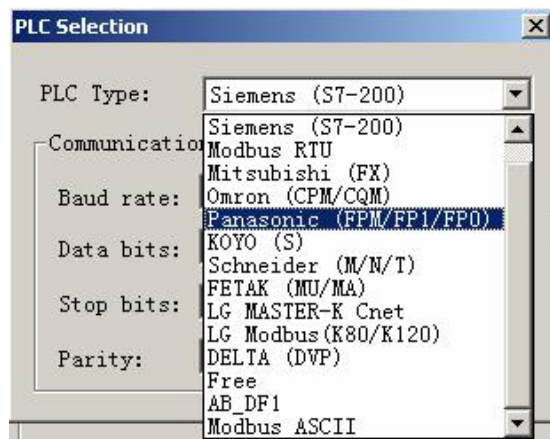 PLC Selection
PLC Type:
Siemens (S7-200)
Siemens (S7-200)
Modbus RTU
Mitsubishi (FX)
Omron (CPM/CQM)
Panasonic (FPM/FP1/FP0)
KOYO (S)
Schneider (M/N/T)
FETAK (MU/MA)
LG MASTER-K Cnet
LG Modbus(K80/K120)
DELTA (DVP)
Free
AB_DF1
Modbus ASCII
Communicatio
Baud rate:
Data bits:
Stop bits:
Parity: